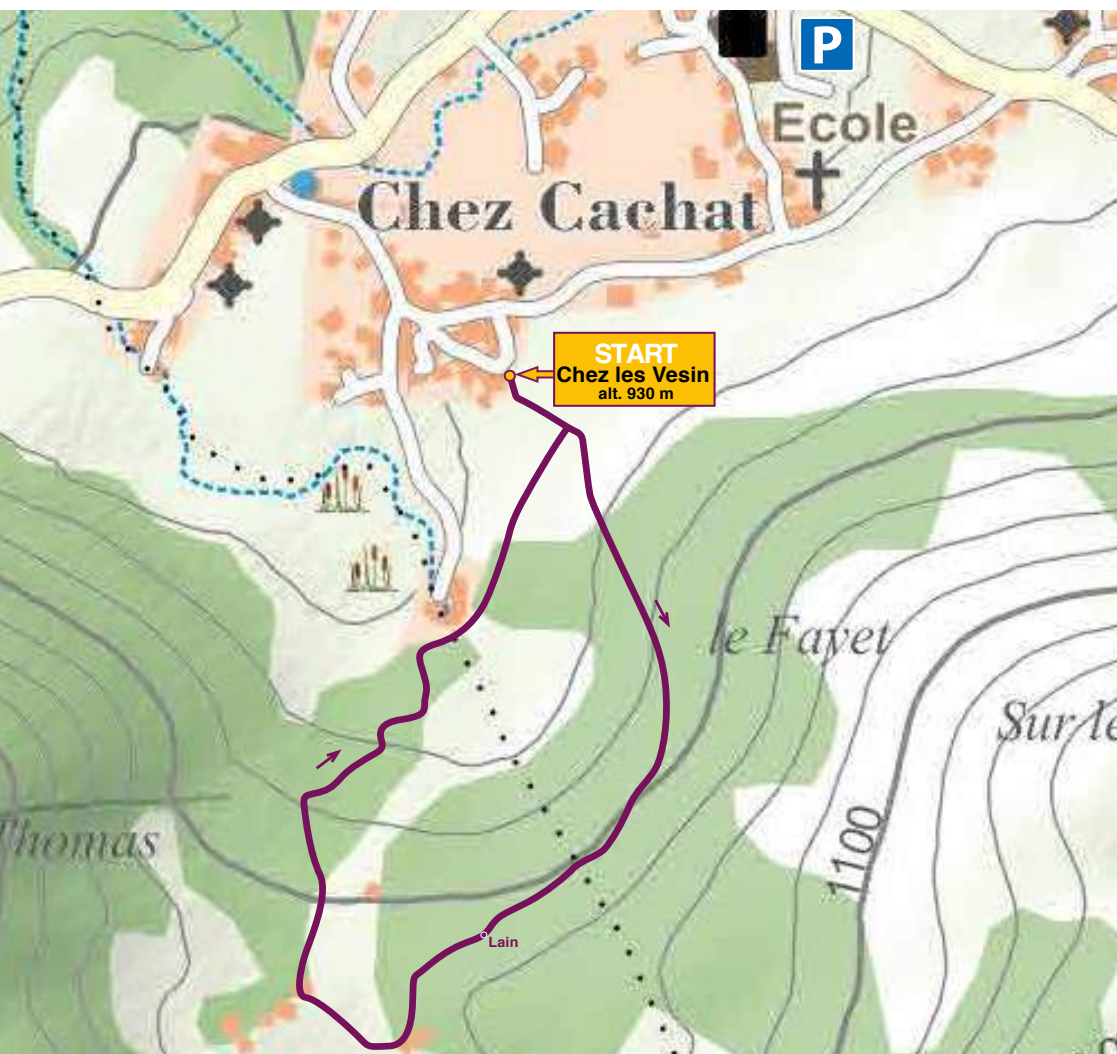 P
Ecole
Chez Cachat
START
Chez les Vesin
alt. 930 m
le Fayet
Sur le
1100
Thomas
Lain